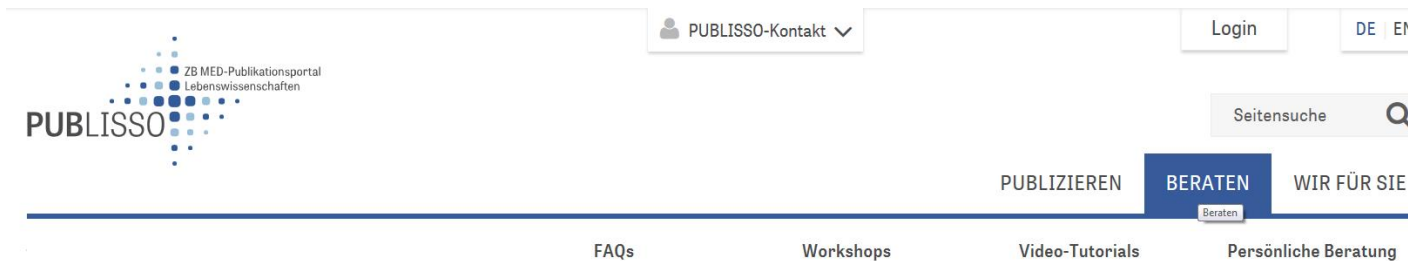 PUBLISSO-Kontakt
Login
DE | EN
ZB MED-Publikationsportal
Lebenswissenschaften
PUBLISSO
Seitensuche
PUBLIZIEREN BERATEN WIR FÜR SIE
Beraten
FAQs Workshops Video-Tutorials Persönliche Beratung